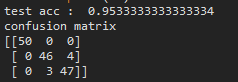 test acc :  0.9533333333333334
confusion matrix
[[50  0  0]
 [ 0 46  4]
 [ 0  3 47]]